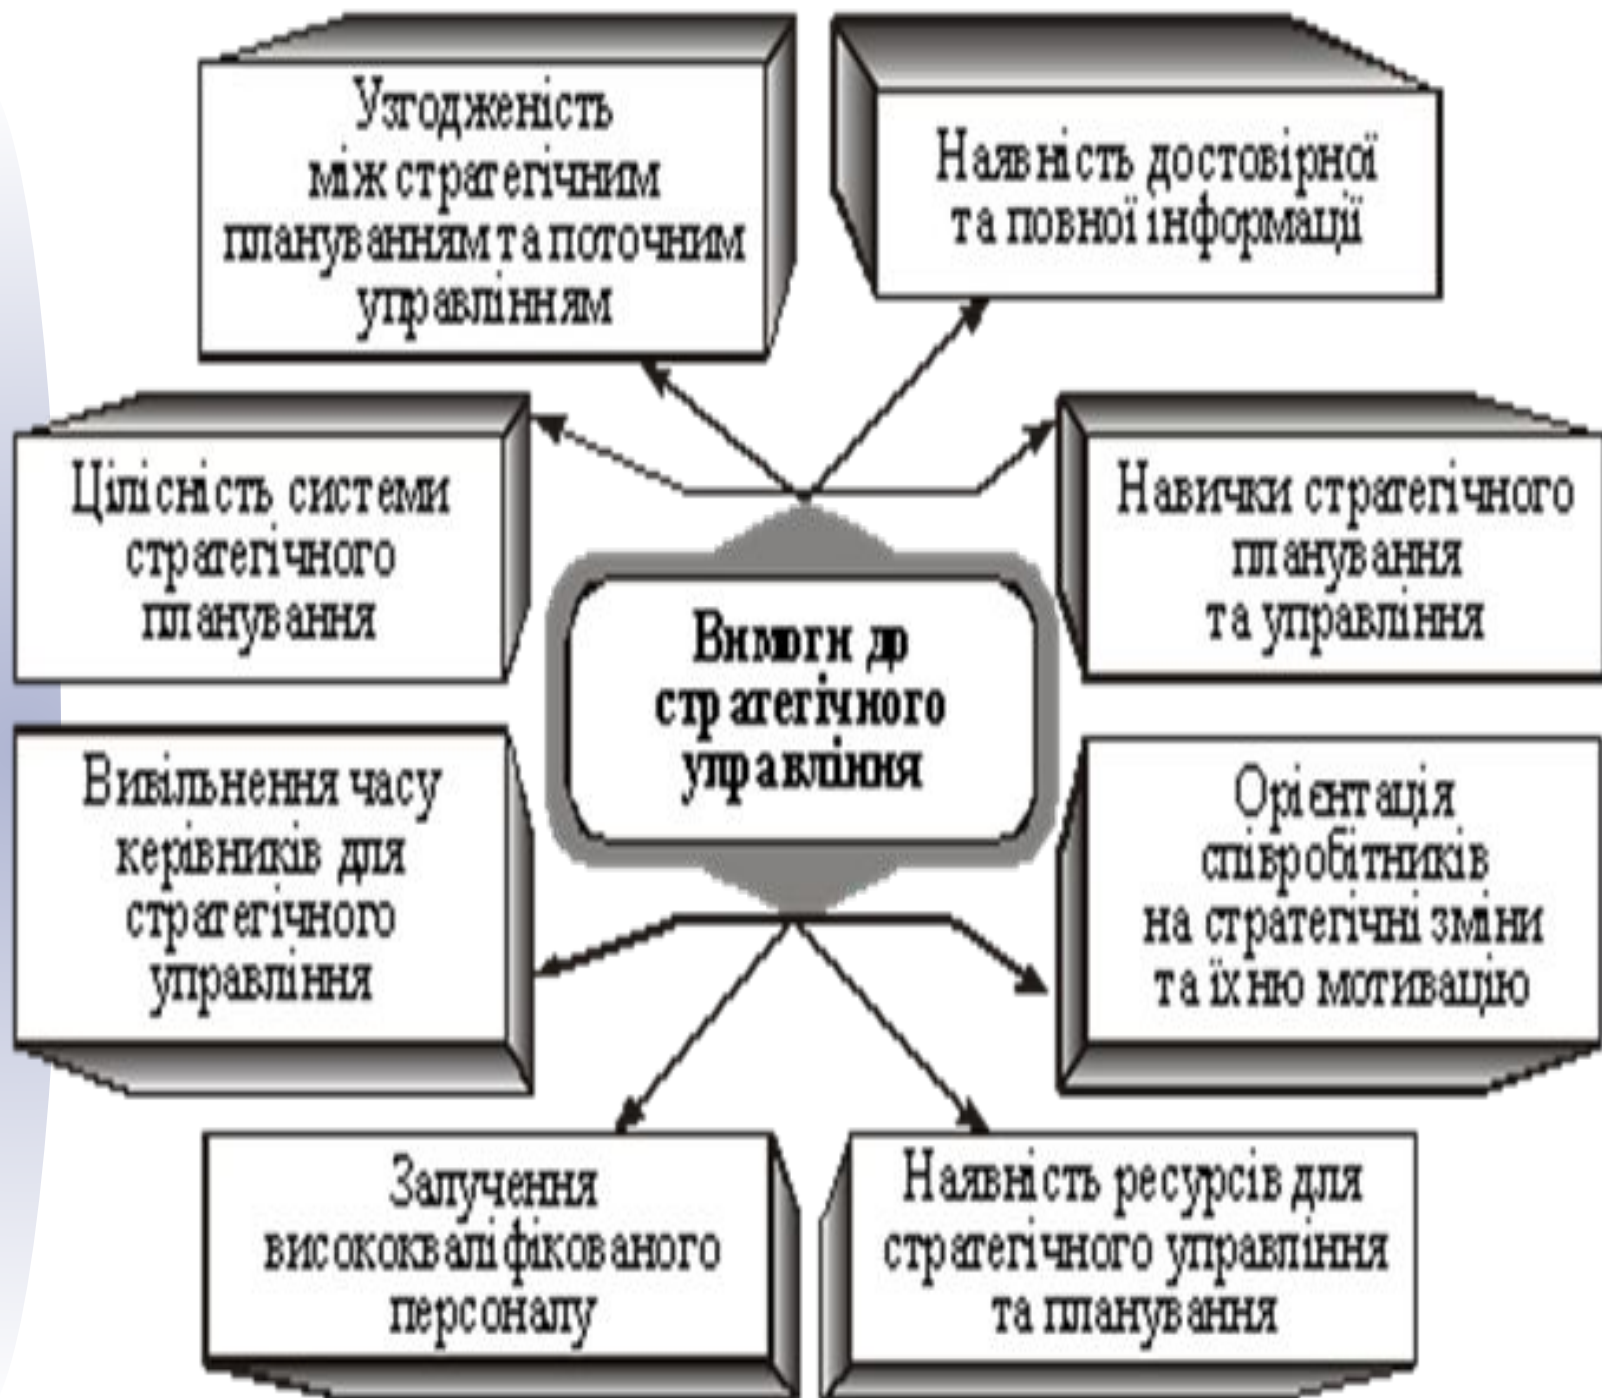 Узгодженість
між стратегічним
плануванням та поточним
управлінням
Наявність достовірної
та повної інформації
Цілісність системи
стратегічного
планування
Навички стратегічного
планування
та управління
Вимоги до
стратегічного
управління
Вивільнення часу
керівників для
стратегічного
управління
Орієнтація
співробітників
на стратегічні зміни
та їхню мотивацію
Залучення
висококваліфікованого
персоналу
Наявність ресурсів для
стратегічного управління
та планування